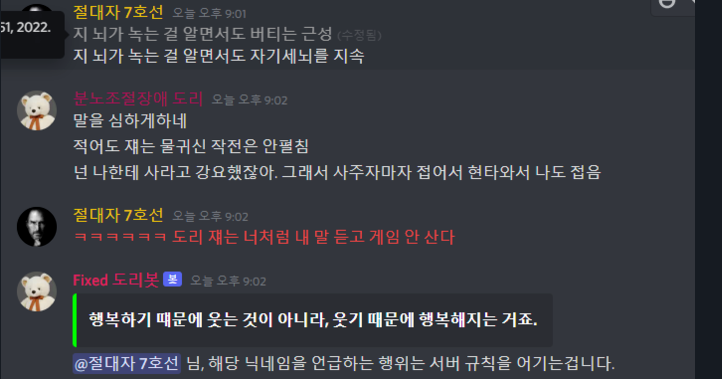 절대자 7호선 오늘 오후 9:01
51, 2022.
지 뇌가 녹는 걸 알면서도 버티는 근성 (수정됨)
지 뇌가 녹는 걸 알면서도 자기세뇌를 지속
분노조절장애 도리 오늘 오후 9:02
말을 심하게하네
적어도 쟤는 물귀신 작전은 안펼침
넌 나한테 사라고 강요했잖아. 그래서 사주자마자 접어서 현타와서 나도 접음
절대자 7호선 오늘 오후 9:02
ㅋㅋㅋㅋㅋㅋ 도리 쟤는 너처럼 내 말 듣고 게임 안 산다
Fixed 도리봇 봇 오늘 오후 9:02
행복하기 때문에 웃는 것이 아니라, 웃기 때문에 행복해지는 거죠.
@절대자 7호선 님, 해당 닉네임을 언급하는 행위는 서버 규칙을 어기는겁니다.